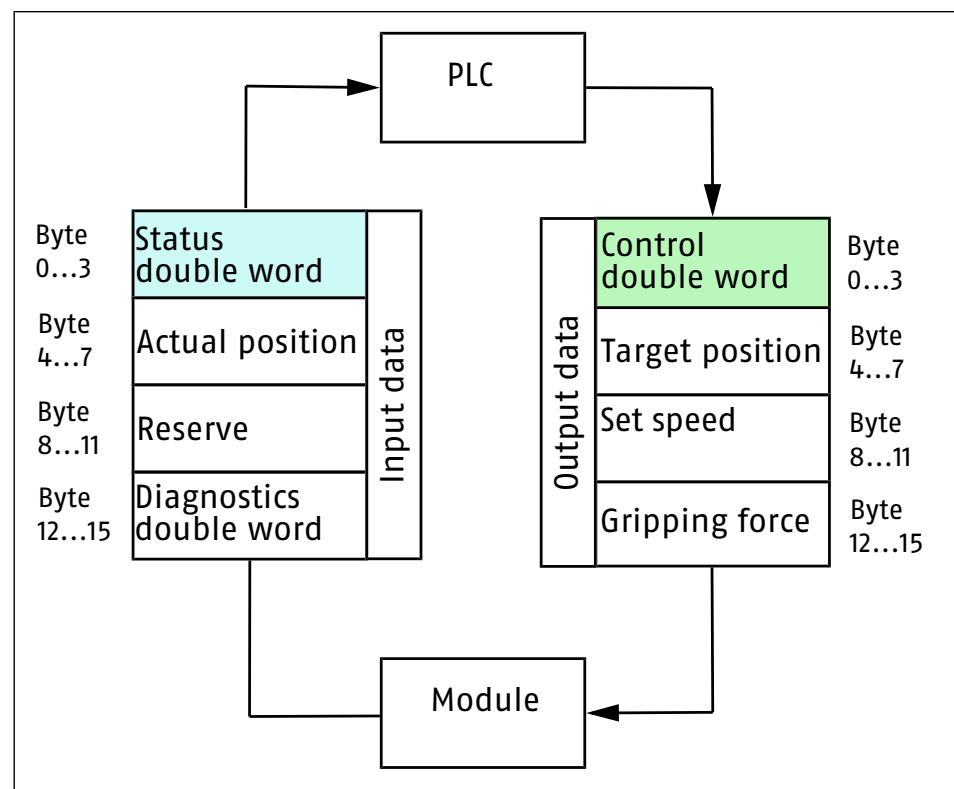 PLC
Byte
0...3
Status
double word
Byte
4...7
Actual position
Byte
8...11
Reserve
Byte
12...15
Diagnostics
double word
Input data
Output data
Control
double word
Byte
0...3
Target position
Byte
4...7
Set speed
Byte
8...11
Gripping force
Byte
12...15
Module